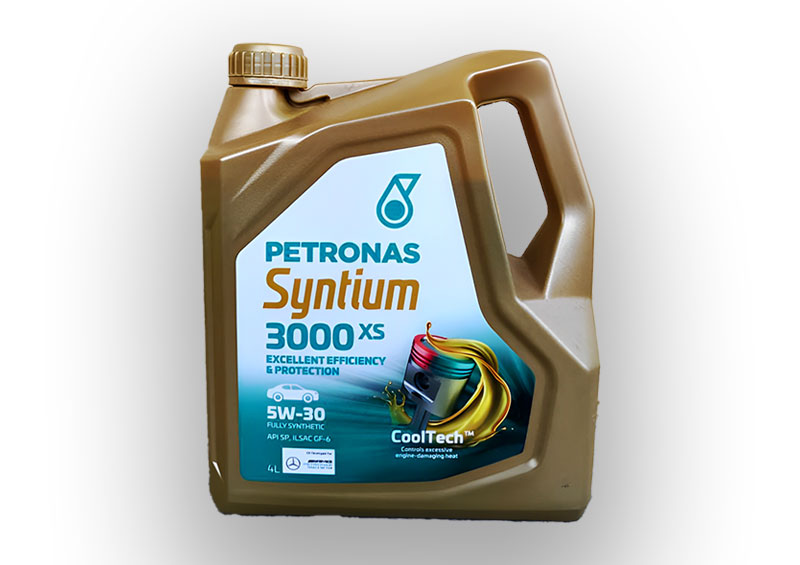 PETRONAS
Syntium
3000 XS
EXCELLENT EFFICIENCY
& PROTECTION
5W-30
FULLY SYNTHETIC
API SP, ILSAC GF-6
CoolTech™
Controls excessive
engine-damaging heat
4L